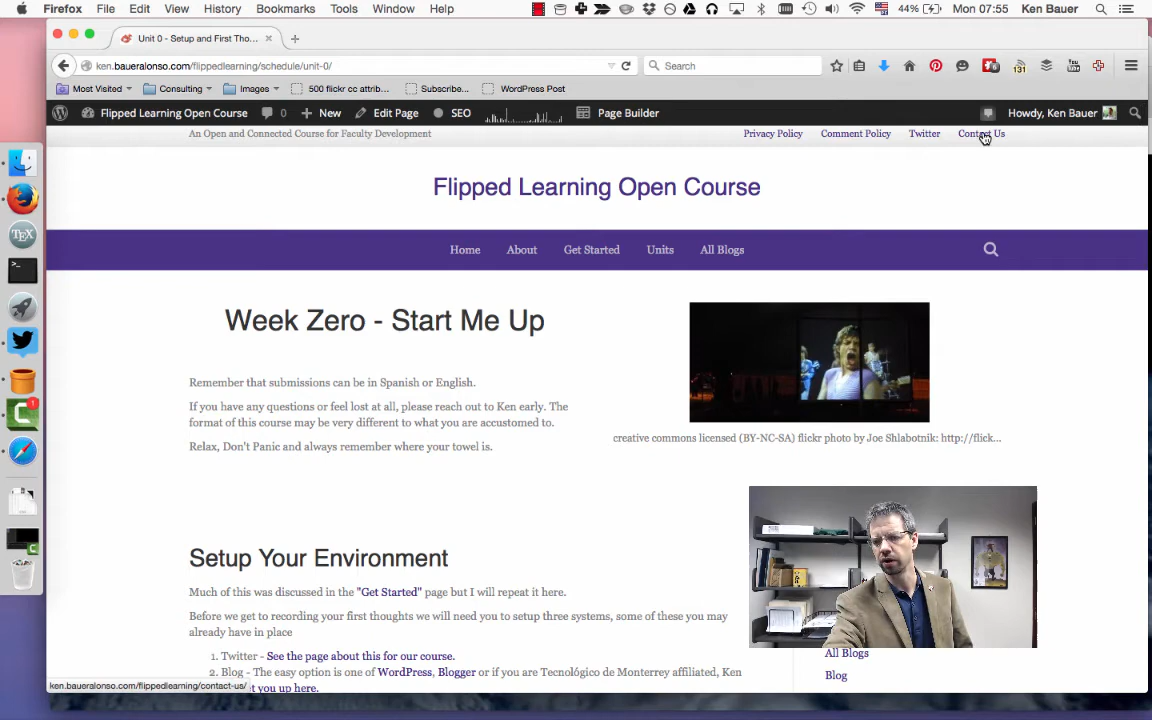 Firefox File Edit View History Bookmarks Tools Window Help 44% Mon 07:55 Ken Bauer
Unit 0 - Setup and First Tho...
ken.baueralonso.com/flippedlearning/schedule/unit-0/ Search 131
Most Visited Consulting Images 500 flickr cc attrib... Subscribe... WordPress Post
Flipped Learning Open Course 0 New Edit Page SEO Page Builder Howdy, Ken Bauer
An Open and Connected Course for Faculty Development Privacy Policy Comment Policy Twitter Contact Us
Flipped Learning Open Course
Home About Get Started Units All Blogs
Week Zero - Start Me Up
Remember that submissions can be in Spanish or English.
If you have any questions or feel lost at all, please reach out to Ken early. The
format of this course may be very different to what you are accustomed to.
Relax, Don't Panic and always remember where your towel is.
creative commons licensed (BY-NC-SA) flickr photo by Joe Shlabotnik: http://flick...
Setup Your Environment
Much of this was discussed in the "Get Started" page but I will repeat it here.
Before we get to recording your first thoughts we will need you to setup three systems, some of these you may
already have in place
1. Twitter - See the page about this for our course.
2. Blog - The easy option is one of WordPress, Blogger or if you are Tecnológico de Monterrey affiliated, Ken
t you up here.
All Blogs
Blog
ken.baueralonso.com/flippedlearning/contact-us/
TEX
1